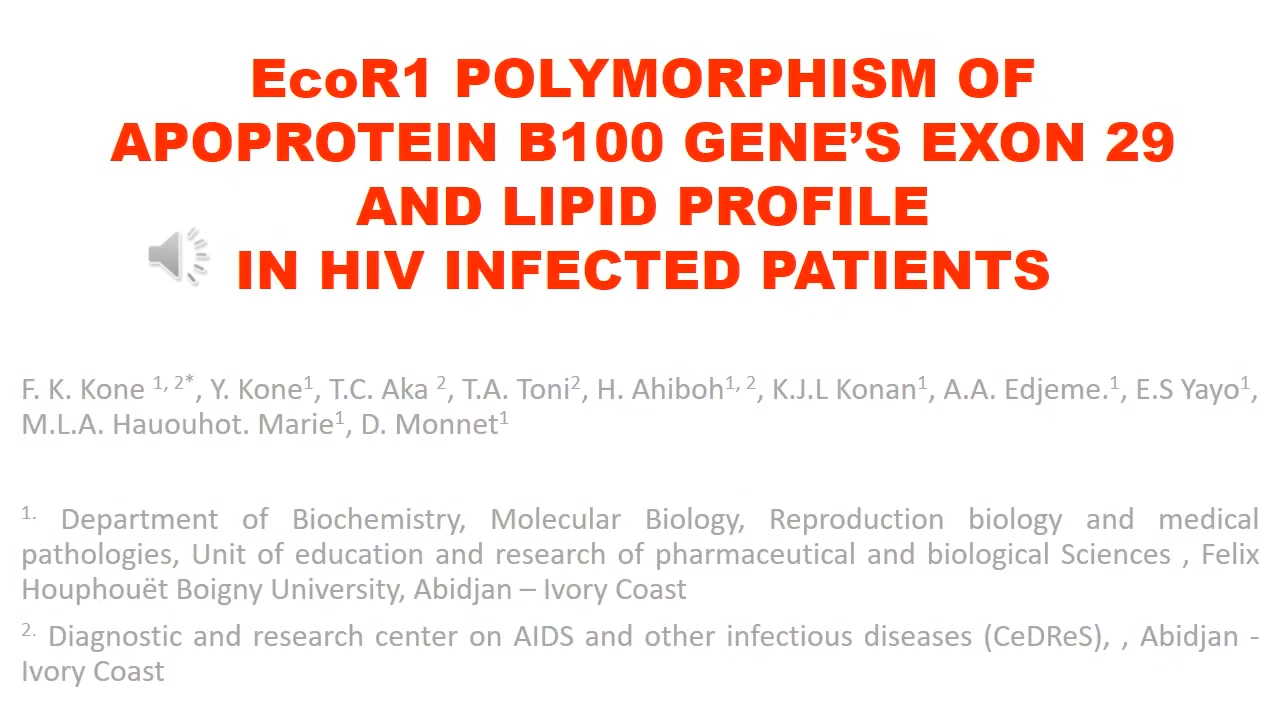 EcoR1 POLYMORPHISM OF
APOPROTEIN B100 GENE’S EXON 29
AND LIPID PROFILE
IN HIV INFECTED PATIENTS
F. K. Kone 1, 2*, Y. Kone1, T.C. Aka 2, T.A. Toni2, H. Ahiboh1, 2, K.J.L Konan1, A.A. Edjeme.1, E.S Yayo1,
M.L.A. Hauouhot. Marie1, D. Monnet1
1. Department of Biochemistry, Molecular Biology, Reproduction biology and medical
pathologies, Unit of education and research of pharmaceutical and biological Sciences , Felix
Houphouët Boigny University, Abidjan – Ivory Coast
2. Diagnostic and research center on AIDS and other infectious diseases (CeDReS), , Abidjan -
Ivory Coast